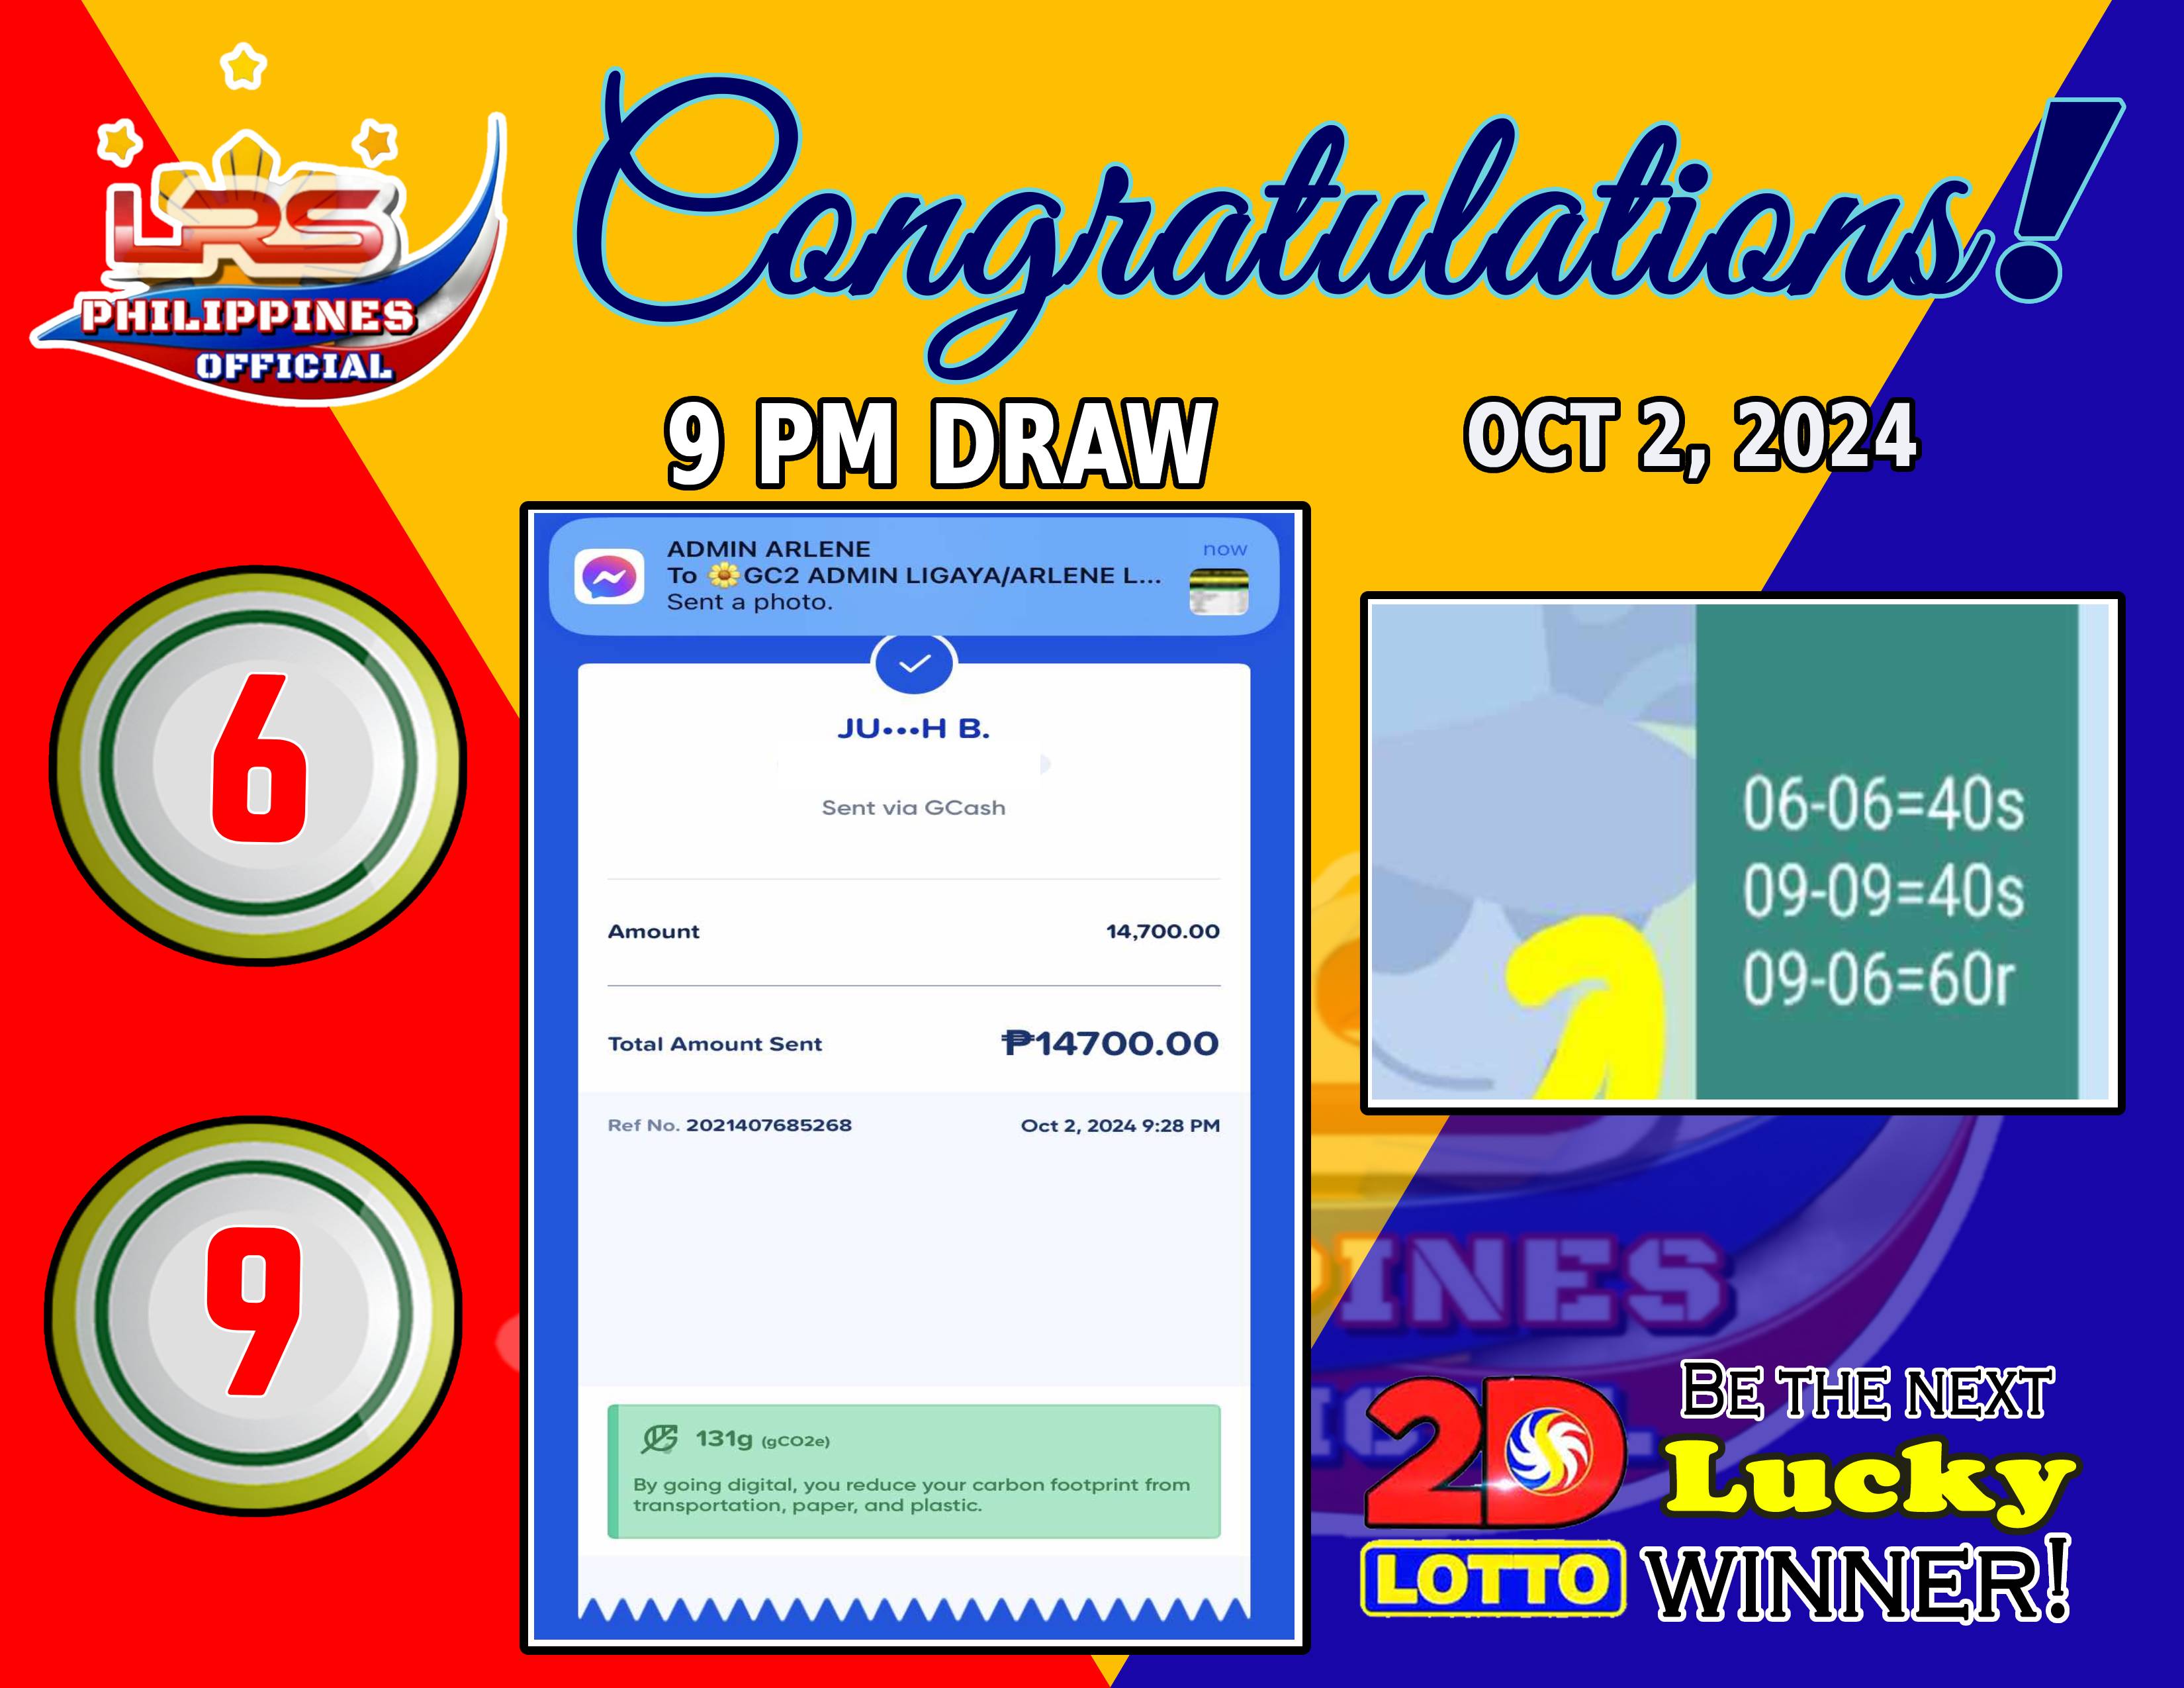 LRS
PHILIPPINES
OFFICIAL
Congratulations!
9 PM DRAW
OCT 2, 2024
6
9
ADMIN ARLENE
now
To 🌼GC2 ADMIN LIGAYA/ARLENE L...
Sent a photo.
JU•••H B.
Sent via GCash
Amount
14,700.00
Total Amount Sent
₱14700.00
Ref No. 2021407685268
Oct 2, 2024 9:28 PM
131g (gCO2e)
By going digital, you reduce your carbon footprint from
transportation, paper, and plastic.
06-06=40s
09-09=40s
09-06=60r
PINES
2D
LOTTO
BE THE NEXT
Lucky
WINNER!